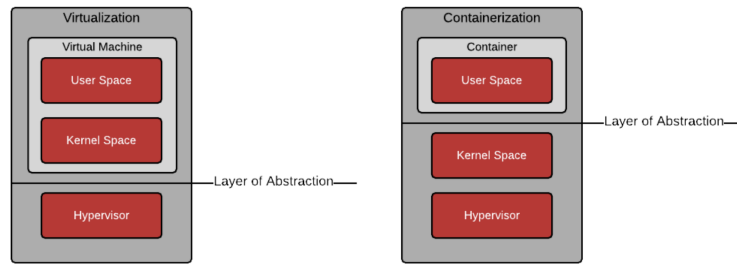 Virtualization
Virtual Machine
User Space
Kernel Space
Layer of Abstraction
Hypervisor
Containerization
Container
User Space
Layer of Abstraction
Kernel Space
Hypervisor